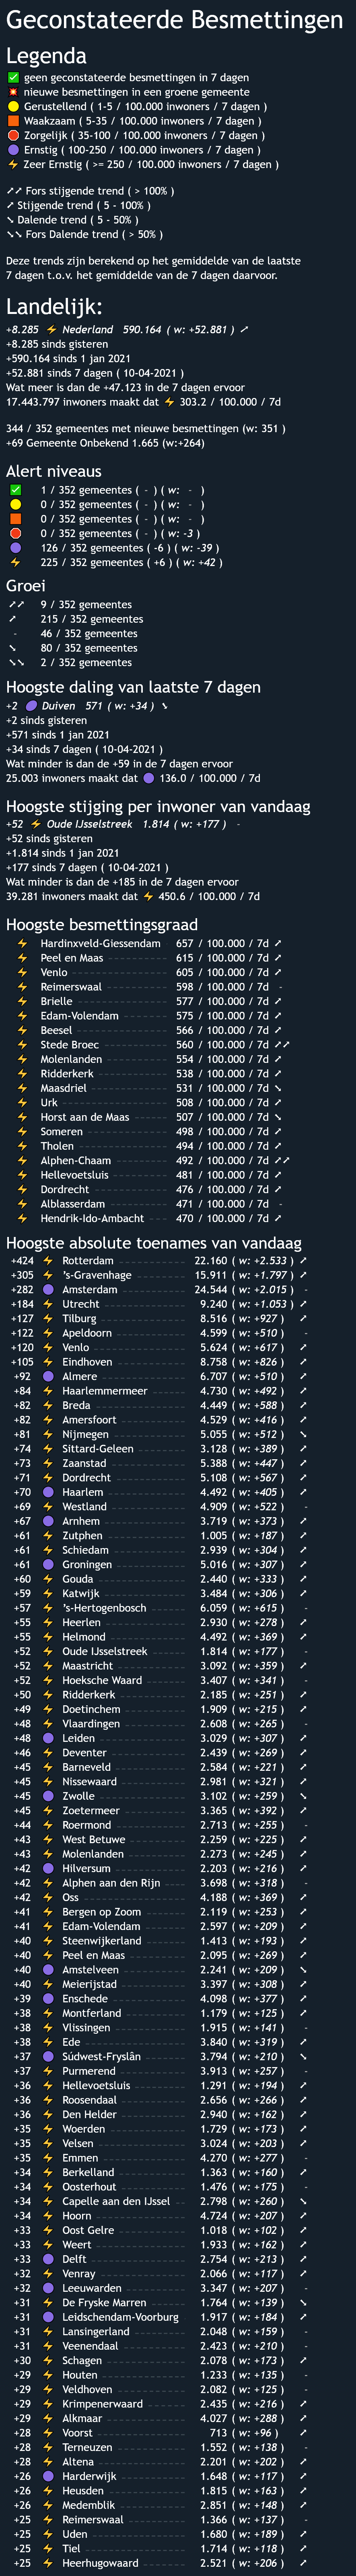 Geconstateerde Besmettingen
Legenda
geen geconstateerde besmettingen in 7 dagen
nieuwe besmettingen in een groene gemeente
Gerustellend ( 1-5 / 100.000 inwoners / 7 dagen )
Waakzaam ( 5-35 / 100.000 inwoners / 7 dagen )
Zorgelijk ( 35-100 / 100.000 inwoners / 7 dagen )
Ernstig ( 100-250 / 100.000 inwoners / 7 dagen )
Zeer Ernstig ( >= 250 / 100.000 inwoners / 7 dagen )
Fors stijgende trend ( > 100% )
Stijgende trend ( 5 - 100% )
Dalende trend ( 5 - 50% )
Fors Dalende trend ( > 50% )
Deze trends zijn berekend op het gemiddelde van de laatste
7 dagen t.o.v. het gemiddelde van de 7 dagen daarvoor.
Landelijk:
+8.285 Nederland 590.164 ( w: +52.881 )
+8.285 sinds gisteren
+590.164 sinds 1 jan 2021
+52.881 sinds 7 dagen ( 10-04-2021 )
Wat meer is dan de +47.123 in de 7 dagen ervoor
17.443.797 inwoners maakt dat 303.2 / 100.000 / 7d
344 / 352 gemeentes met nieuwe besmettingen (w: 351 )
+69 Gemeente Onbekend 1.665 (w:+264)
Alert niveaus
1 / 352 gemeentes ( - ) ( w: - )
0 / 352 gemeentes ( - ) ( w: - )
0 / 352 gemeentes ( - ) ( w: - )
0 / 352 gemeentes ( - ) ( w: -3 )
126 / 352 gemeentes ( -6 ) ( w: -39 )
225 / 352 gemeentes ( +6 ) ( w: +42 )
Groei
9 / 352 gemeentes
215 / 352 gemeentes
- 46 / 352 gemeentes
80 / 352 gemeentes
2 / 352 gemeentes
Hoogste daling van laatste 7 dagen
+2 Duiven 571 ( w: +34 )
+2 sinds gisteren
+571 sinds 1 jan 2021
+34 sinds 7 dagen ( 10-04-2021 )
Wat minder is dan de +59 in de 7 dagen ervoor
25.003 inwoners maakt dat 136.0 / 100.000 / 7d
Hoogste stijging per inwoner van vandaag
+52 Oude IJsselstreek 1.814 ( w: +177 ) -
+52 sinds gisteren
+1.814 sinds 1 jan 2021
+177 sinds 7 dagen ( 10-04-2021 )
Wat minder is dan de +185 in de 7 dagen ervoor
39.281 inwoners maakt dat 450.6 / 100.000 / 7d
Hoogste besmettingsgraad
Hardinxveld-Giessendam 657 / 100.000 / 7d
Peel en Maas 615 / 100.000 / 7d
Venlo 605 / 100.000 / 7d
Reimerswaal 598 / 100.000 / 7d -
Brielle 577 / 100.000 / 7d
Edam-Volendam 575 / 100.000 / 7d
Beesel 566 / 100.000 / 7d
Stede Broec 560 / 100.000 / 7d
Molenlanden 554 / 100.000 / 7d
Ridderkerk 538 / 100.000 / 7d
Maasdriel 531 / 100.000 / 7d
Urk 508 / 100.000 / 7d
Horst aan de Maas 507 / 100.000 / 7d
Someren 498 / 100.000 / 7d
Tholen 494 / 100.000 / 7d
Alphen-Chaam 492 / 100.000 / 7d
Hellevoetsluis 481 / 100.000 / 7d
Dordrecht 476 / 100.000 / 7d
Alblasserdam 471 / 100.000 / 7d -
Hendrik-Ido-Ambacht 470 / 100.000 / 7d
Hoogste absolute toenames van vandaag
+424 Rotterdam 22.160 ( w: +2.533 )
+305 's-Gravenhage 15.911 ( w: +1.797 )
+282 Amsterdam 24.544 ( w: +2.015 ) -
+184 Utrecht 9.240 ( w: +1.053 )
+127 Tilburg 8.516 ( w: +927 )
+122 Apeldoorn 4.599 ( w: +510 ) -
+120 Venlo 5.624 ( w: +617 )
+105 Eindhoven 8.758 ( w: +826 )
+92 Almere 6.707 ( w: +510 )
+84 Haarlemmermeer 4.730 ( w: +492 )
+82 Breda 4.449 ( w: +588 )
+82 Amersfoort 4.529 ( w: +416 )
+81 Nijmegen 5.055 ( w: +512 )
+74 Sittard-Geleen 3.128 ( w: +389 )
+73 Zaanstad 5.388 ( w: +447 )
+71 Dordrecht 5.108 ( w: +567 )
+70 Haarlem 4.492 ( w: +405 )
+69 Westland 4.909 ( w: +522 ) -
+67 Arnhem 3.719 ( w: +373 )
+61 Zutphen 1.005 ( w: +187 )
+61 Schiedam 2.939 ( w: +304 )
+61 Groningen 5.016 ( w: +307 )
+60 Gouda 2.440 ( w: +333 )
+59 Katwijk 3.484 ( w: +306 )
+57 's-Hertogenbosch 6.059 ( w: +615 ) -
+55 Heerlen 2.930 ( w: +278 )
+55 Helmond 4.492 ( w: +369 )
+52 Oude IJsselstreek 1.814 ( w: +177 ) -
+52 Maastricht 3.092 ( w: +359 )
+52 Hoeksche Waard 3.407 ( w: +341 ) -
+50 Ridderkerk 2.185 ( w: +251 )
+49 Doetinchem 1.909 ( w: +215 )
+48 Vlaardingen 2.608 ( w: +265 ) -
+48 Leiden 3.029 ( w: +307 )
+46 Deventer 2.439 ( w: +269 )
+45 Barneveld 2.584 ( w: +221 )
+45 Nissewaard 2.981 ( w: +321 )
+45 Zwolle 3.102 ( w: +259 )
+45 Zoetermeer 3.365 ( w: +392 )
+44 Roermond 2.713 ( w: +255 ) -
+43 West Betuwe 2.259 ( w: +225 )
+43 Molenlanden 2.273 ( w: +245 )
+42 Hilversum 2.203 ( w: +216 )
+42 Alphen aan den Rijn 3.698 ( w: +318 ) -
+42 Oss 4.188 ( w: +369 )
+41 Bergen op Zoom 2.119 ( w: +253 )
+41 Edam-Volendam 2.597 ( w: +209 )
+40 Steenwijkerland 1.413 ( w: +193 )
+40 Peel en Maas 2.095 ( w: +269 )
+40 Amstelveen 2.241 ( w: +209 )
+40 Meierijstad 3.397 ( w: +308 )
+39 Enschede 4.098 ( w: +377 )
+38 Montferland 1.179 ( w: +125 )
+38 Vlissingen 1.915 ( w: +141 ) -
+38 Ede 3.840 ( w: +319 )
+37 Súdwest-Fryslân 3.794 ( w: +210 )
+37 Purmerend 3.913 ( w: +257 ) -
+36 Hellevoetsluis 1.291 ( w: +194 )
+36 Roosendaal 2.656 ( w: +266 )
+36 Den Helder 2.940 ( w: +162 )
+35 Woerden 1.729 ( w: +173 )
+35 Velsen 3.024 ( w: +203 )
+35 Emmen 4.270 ( w: +277 ) -
+34 Berkelland 1.363 ( w: +160 )
+34 Oosterhout 1.476 ( w: +175 ) -
+34 Capelle aan den IJssel 2.798 ( w: +260 )
+34 Hoorn 4.724 ( w: +207 )
+33 Oost Gelre 1.018 ( w: +102 )
+33 Weert 1.933 ( w: +162 )
+33 Delft 2.754 ( w: +213 )
+32 Venray 2.066 ( w: +117 )
+32 Leeuwarden 3.347 ( w: +207 ) -
+31 De Fryske Marren 1.764 ( w: +139 )
+31 Leidschendam-Voorburg 1.917 ( w: +184 )
+31 Lansingerland 2.048 ( w: +159 ) -
+31 Veenendaal 2.423 ( w: +210 ) -
+30 Schagen 2.078 ( w: +173 )
+29 Houten 1.233 ( w: +135 ) -
+29 Veldhoven 2.082 ( w: +125 ) -
+29 Krimpenerwaard 2.435 ( w: +216 )
+29 Alkmaar 4.027 ( w: +288 )
+28 Voorst 713 ( w: +96 )
+28 Terneuzen 1.552 ( w: +138 ) -
+28 Altena 2.201 ( w: +202 )
+26 Harderwijk 1.648 ( w: +117 )
+26 Heusden 1.815 ( w: +163 )
+26 Medemblik 2.851 ( w: +148 )
+25 Reimerswaal 1.366 ( w: +137 ) -
+25 Uden 1.680 ( w: +189 )
+25 Tiel 1.714 ( w: +118 )
+25 Heerhugowaard 2.521 ( w: +206 )